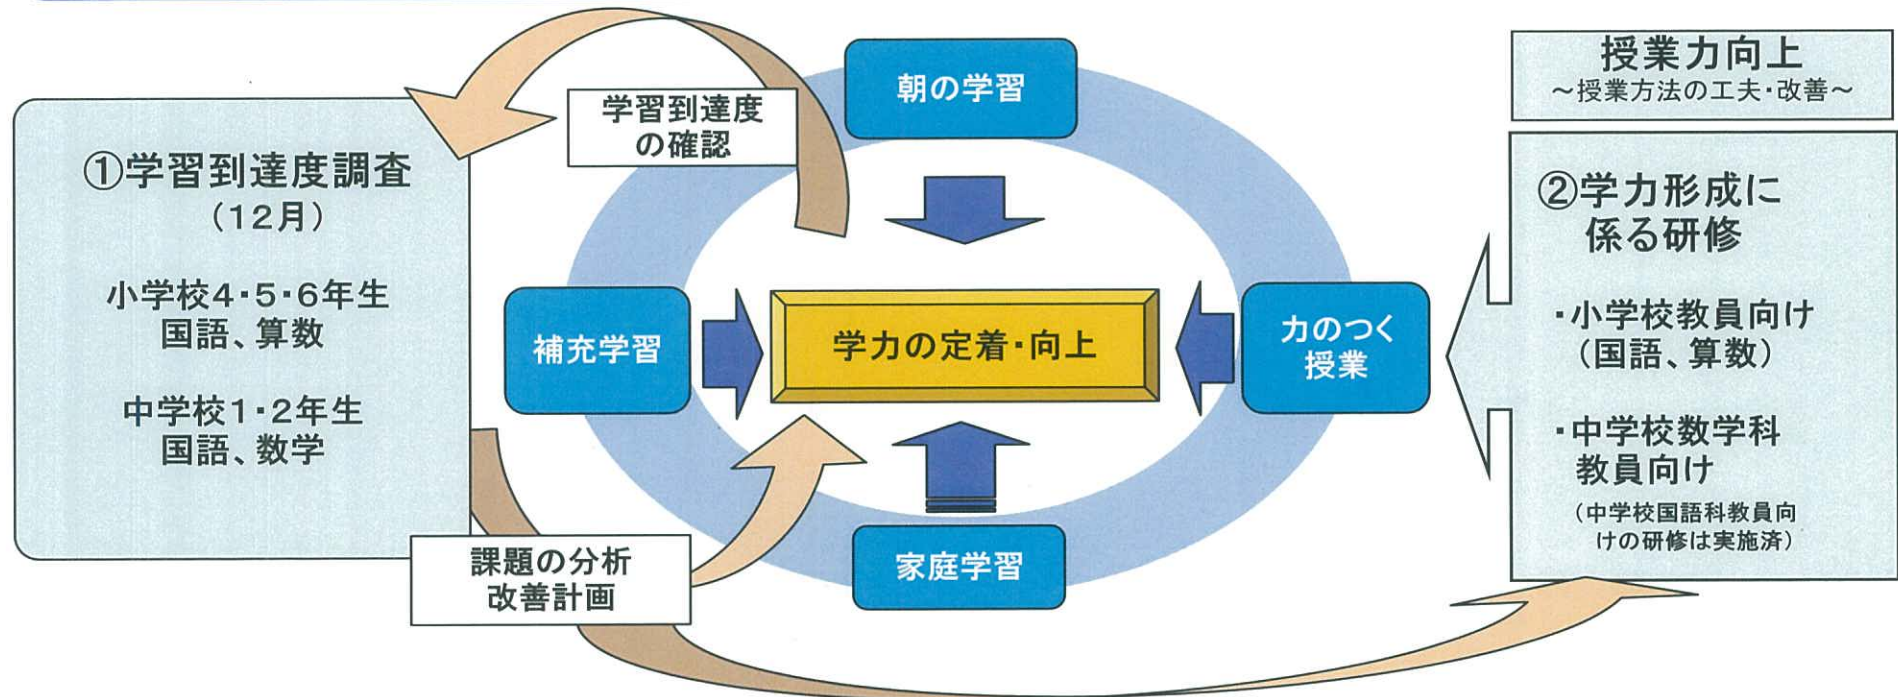 ①学習到達度調査
（12月）
小学校4・5・6年生
国語、算数
中学校1・2年生
国語、数学
学習到達度
の確認
朝の学習
補充学習
学力の定着・向上
力のつく
授業
家庭学習
課題の分析
改善計画
授業力向上
～授業方法の工夫・改善～
②学力形成に
係る研修
・小学校教員向け
（国語、算数）
・中学校数学科
教員向け
（中学校国語科教員向
けの研修は実施済）